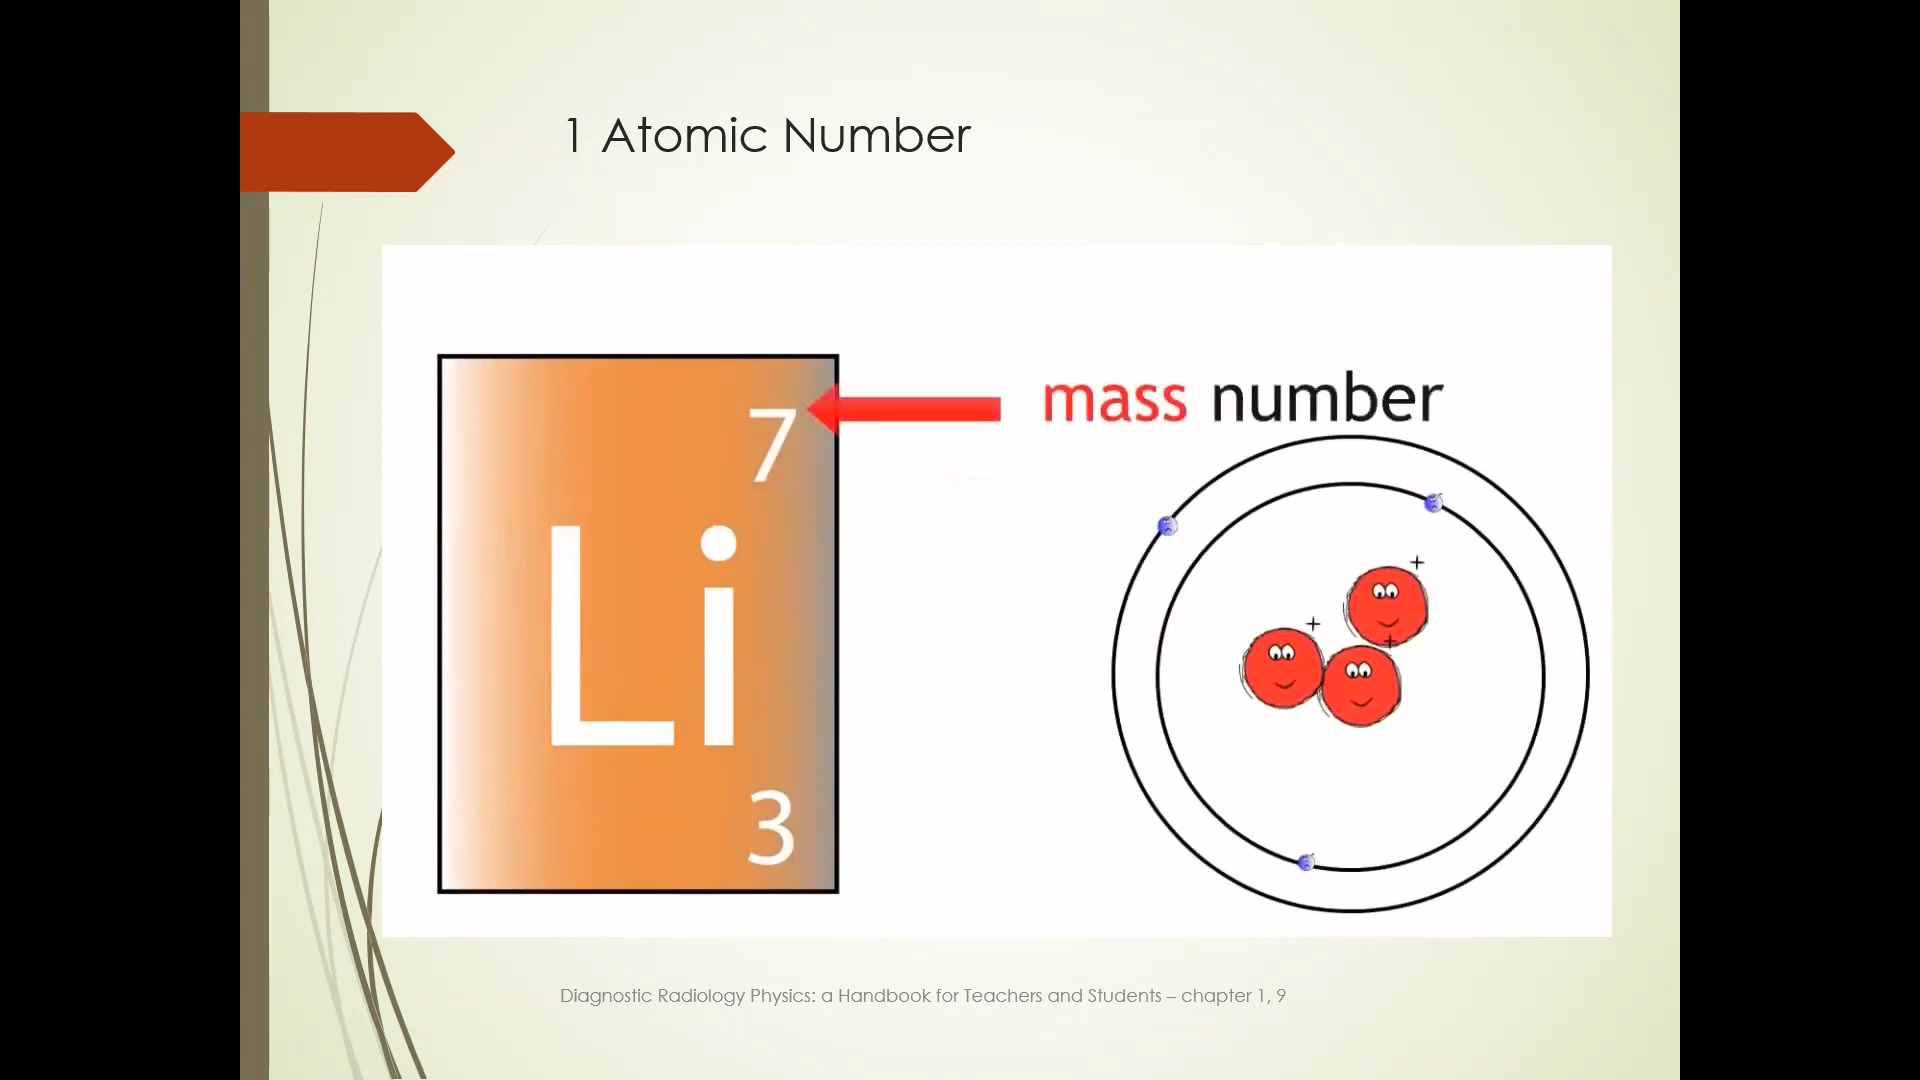 1 Atomic Number
7
mass number
Li
3
+
+
+
Diagnostic Radiology Physics: a Handbook for Teachers and Students – chapter 1, 9